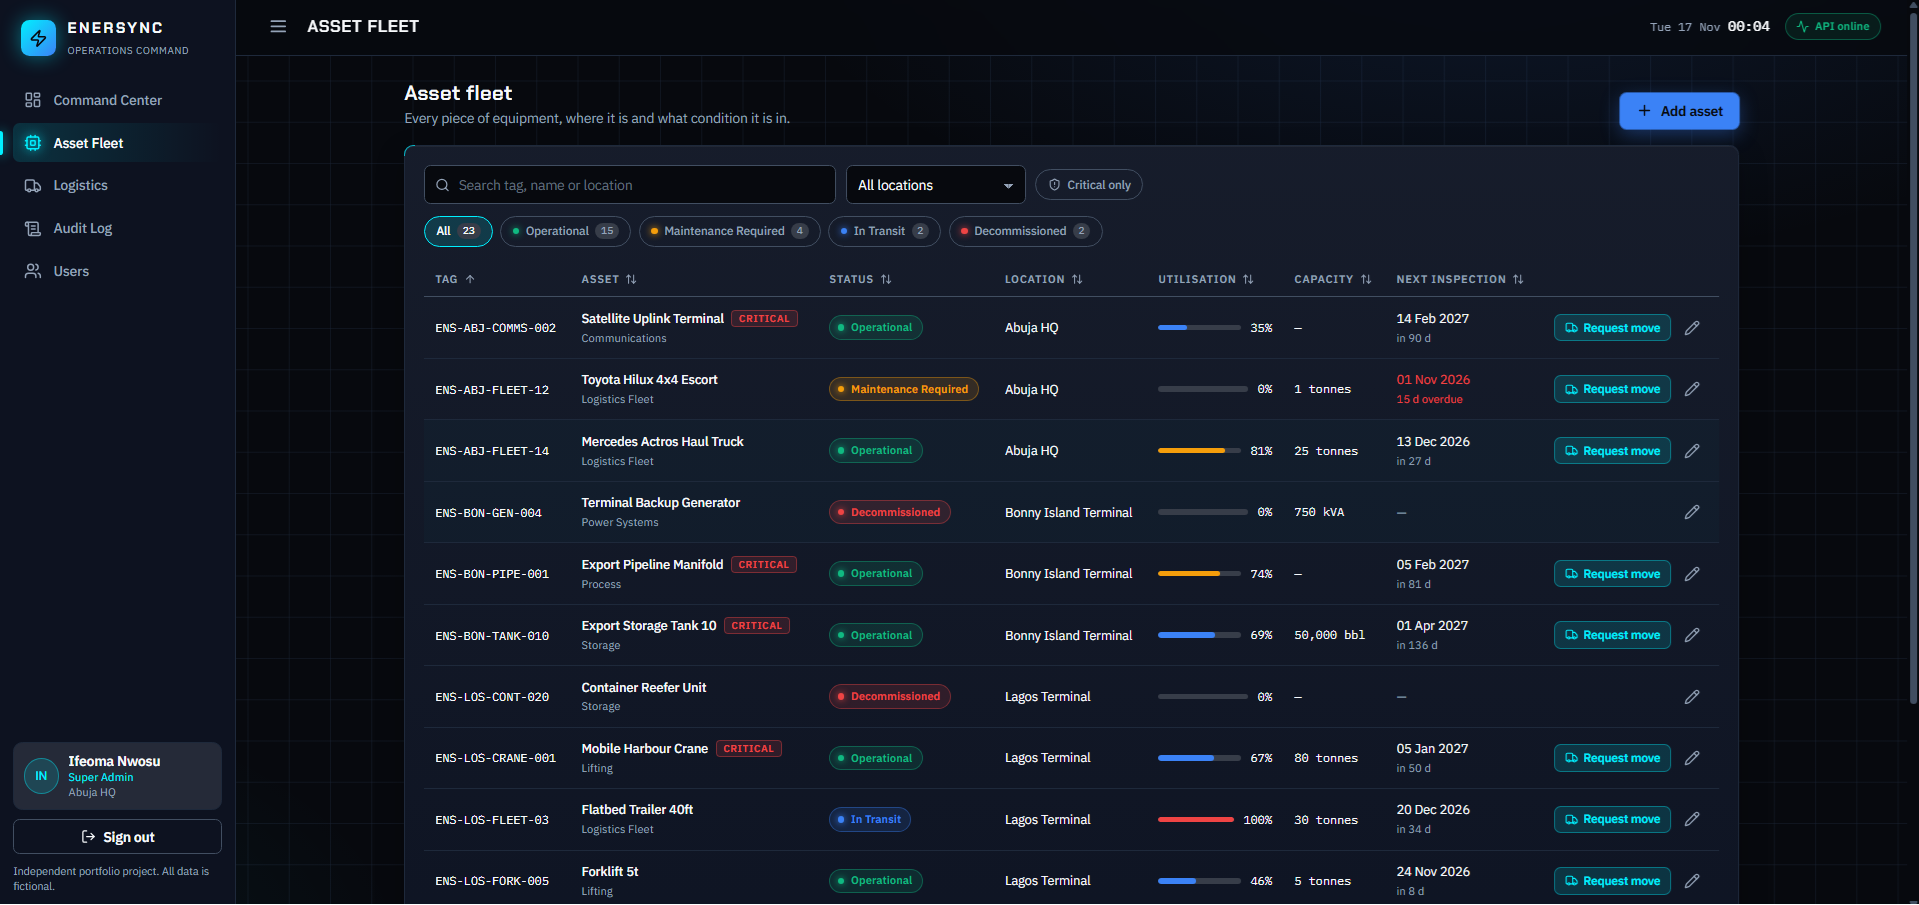 ENERSYNC
OPERATIONS COMMAND
Command Center
Asset Fleet
Logistics
Audit Log
Users
IN
Ifeoma Nwosu
Super Admin
Abuja HQ
Sign out
Independent portfolio project. All data is
fictional.
ASSET FLEET
Tue 17 Nov 00:04
API online
Asset fleet
Every piece of equipment, where it is and what condition it is in.
Add asset
Search tag, name or location
All locations
Critical only
All 23
Operational 15
Maintenance Required 4
In Transit 2
Decommissioned 2
TAG ASSET STATUS LOCATION UTILISATION CAPACITY NEXT INSPECTION
ENS-ABJ-COMMS-002 Satellite Uplink Terminal CRITICAL Operational Abuja HQ 35% — 14 Feb 2027 Request move
Communications in 90 d
ENS-ABJ-FLEET-12 Toyota Hilux 4x4 Escort Maintenance Required Abuja HQ 0% 1 tonnes 01 Nov 2026 Request move
Logistics Fleet 15 d overdue
ENS-ABJ-FLEET-14 Mercedes Actros Haul Truck Operational Abuja HQ 81% 25 tonnes 13 Dec 2026 Request move
Logistics Fleet in 27 d
ENS-BON-GEN-004 Terminal Backup Generator Decommissioned Bonny Island Terminal 0% 750 kVA —
Power Systems
ENS-BON-PIPE-001 Export Pipeline Manifold CRITICAL Operational Bonny Island Terminal 74% — 05 Feb 2027 Request move
Process in 81 d
ENS-BON-TANK-010 Export Storage Tank 10 CRITICAL Operational Bonny Island Terminal 69% 50,000 bbl 01 Apr 2027 Request move
Storage in 136 d
ENS-LOS-CONT-020 Container Reefer Unit Decommissioned Lagos Terminal 0% — —
Storage
ENS-LOS-CRANE-001 Mobile Harbour Crane CRITICAL Operational Lagos Terminal 67% 80 tonnes 05 Jan 2027 Request move
Lifting in 50 d
ENS-LOS-FLEET-03 Flatbed Trailer 40ft In Transit Lagos Terminal 100% 30 tonnes 20 Dec 2026 Request move
Logistics Fleet in 34 d
ENS-LOS-FORK-005 Forklift 5t Operational Lagos Terminal 46% 5 tonnes 24 Nov 2026 Request move
Lifting in 8 d